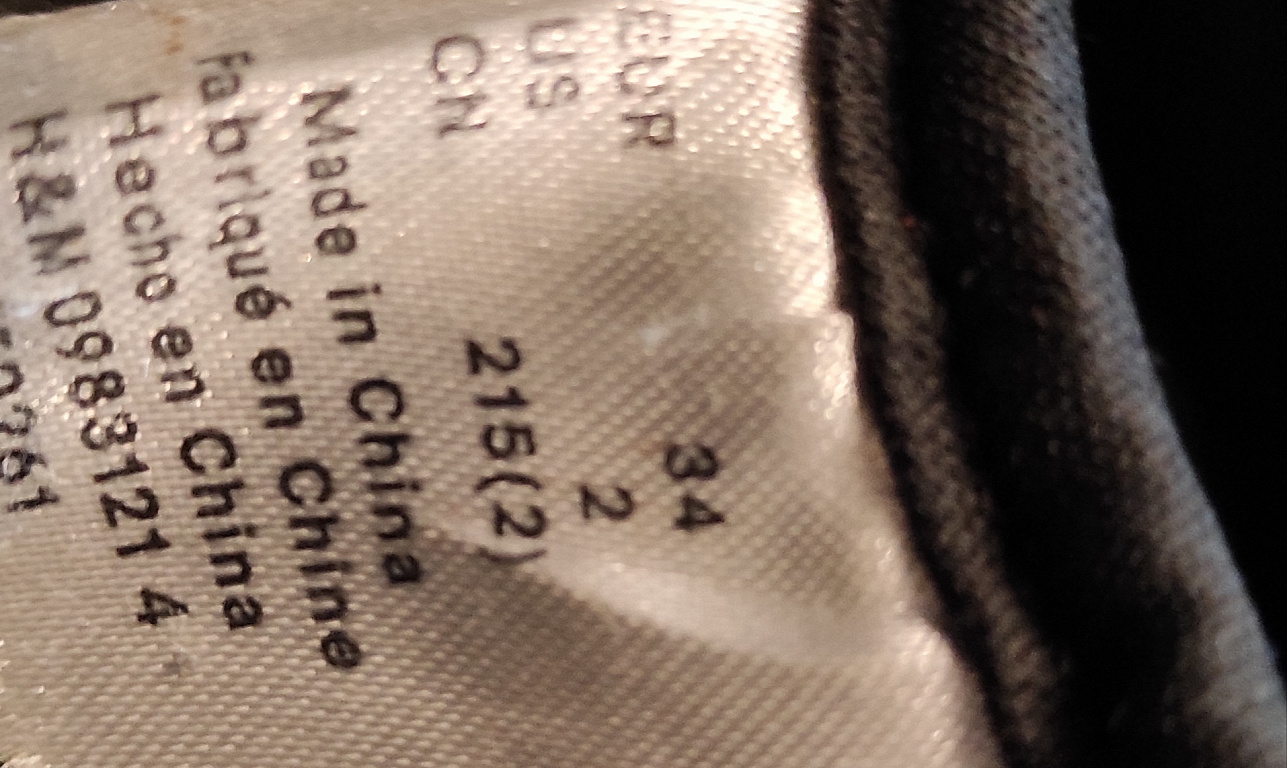 EUR 34
US 2
CN 215(2)
Made in China
Fabriqué en Chine
Hecho en China
H&M 0983121 4